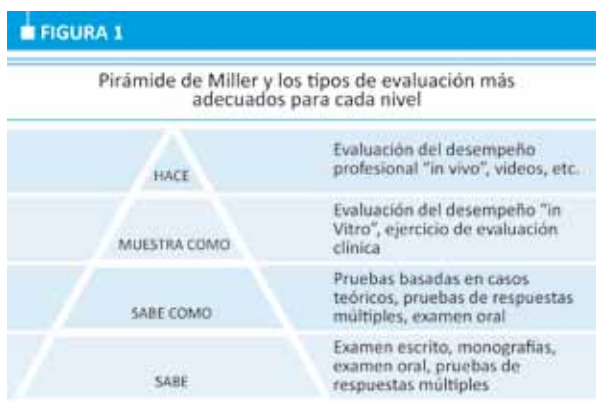 FIGURA 1
Pirámide de Miller y los tipos de evaluación más
adecuados para cada nivel
HACE
Evaluación del desempeño
profesional "in vivo", videos, etc.
MUESTRA COMO
Evaluación del desempeño "in
Vitro", ejercicio de evaluación
clínica
SABE COMO
Pruebas basadas en casos
teóricos, pruebas de respuestas
múltiples, examen oral
SABE
Examen escrito, monografías,
examen oral, pruebas de
respuestas múltiples